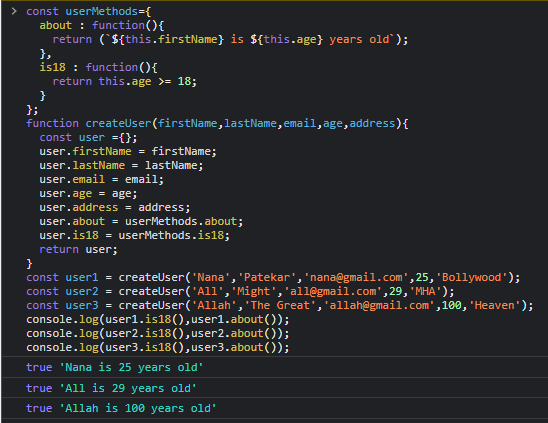 const userMethods={
  about : function(){
    return (`${this.firstName} is ${this.age} years old`);
  },
  is18 : function(){
    return this.age >= 18;
  }
};
function createUser(firstName,lastName,email,age,address){
  const user ={};
  user.firstName = firstName;
  user.lastName = lastName;
  user.email = email;
  user.age = age;
  user.address = address;
  user.about = userMethods.about;
  user.is18 = userMethods.is18;
  return user;
}
const user1 = createUser('Nana','Patekar','nana@gmail.com',25,'Bollywood');
const user2 = createUser('All','Might','all@gmail.com',29,'MHA');
const user3 = createUser('Allah','The Great','allah@gmail.com',100,'Heaven');
console.log(user1.is18(),user1.about());
console.log(user2.is18(),user2.about());
console.log(user3.is18(),user3.about());
true 'Nana is 25 years old'
true 'All is 29 years old'
true 'Allah is 100 years old'